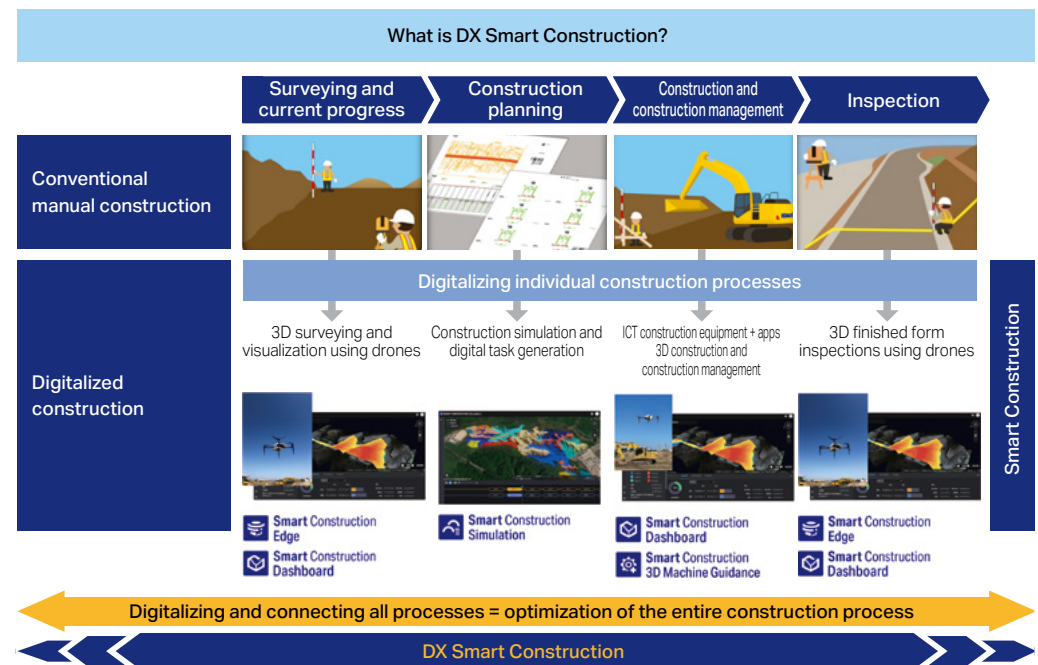 What is DX Smart Construction?
Surveying and
current progress
Construction
planning
Construction and
construction management
Inspection
Conventional
manual construction
Digitalizing individual construction processes
Digitalized
construction
3D surveying and
visualization using drones
Construction simulation and
digital task generation
ICT construction equipment + apps
3D construction and
construction management
3D finished form
inspections using drones
Smart Construction
Smart Construction
Edge
Smart Construction
Dashboard
Smart Construction
Simulation
Smart Construction
Dashboard
Smart Construction
3D Machine Guidance
Smart Construction
Edge
Smart Construction
Dashboard
Digitalizing and connecting all processes = optimization of the entire construction process
DX Smart Construction